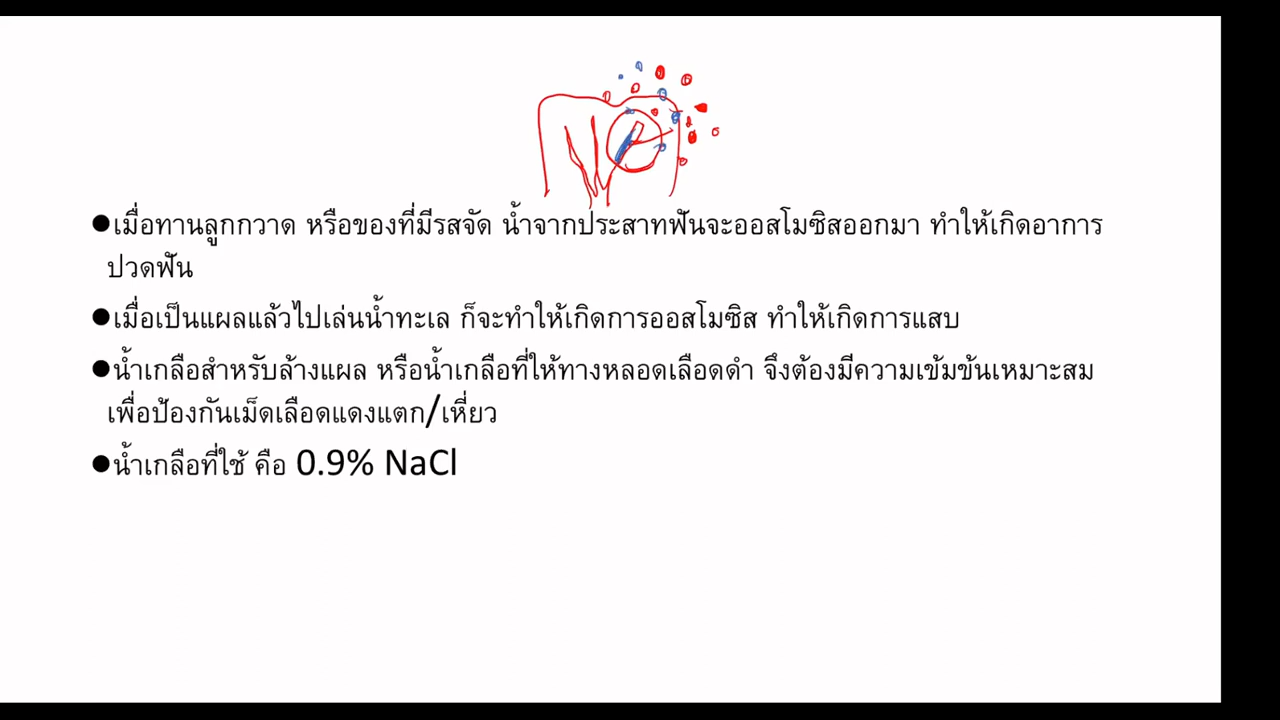 ●เมื่อทานลูกกวาด หรือของที่มีรสจัด น้ำจากประสาทฟันจะออสโมซิสออกมา ทำให้เกิดอาการ
ปวดฟัน
●เมื่อเป็นแผลแล้วไปเล่นน้ำทะเล ก็จะทำให้เกิดการออสโมซิส ทำให้เกิดการแสบ
●น้ำเกลือสำหรับล้างแผล หรือน้ำเกลือที่ให้ทางหลอดเลือดดำ จึงต้องมีความเข้มข้นเหมาะสม
เพื่อป้องกันเม็ดเลือดแดงแตก/เหี่ยว
●น้ำเกลือที่ใช้ คือ 0.9% NaCl